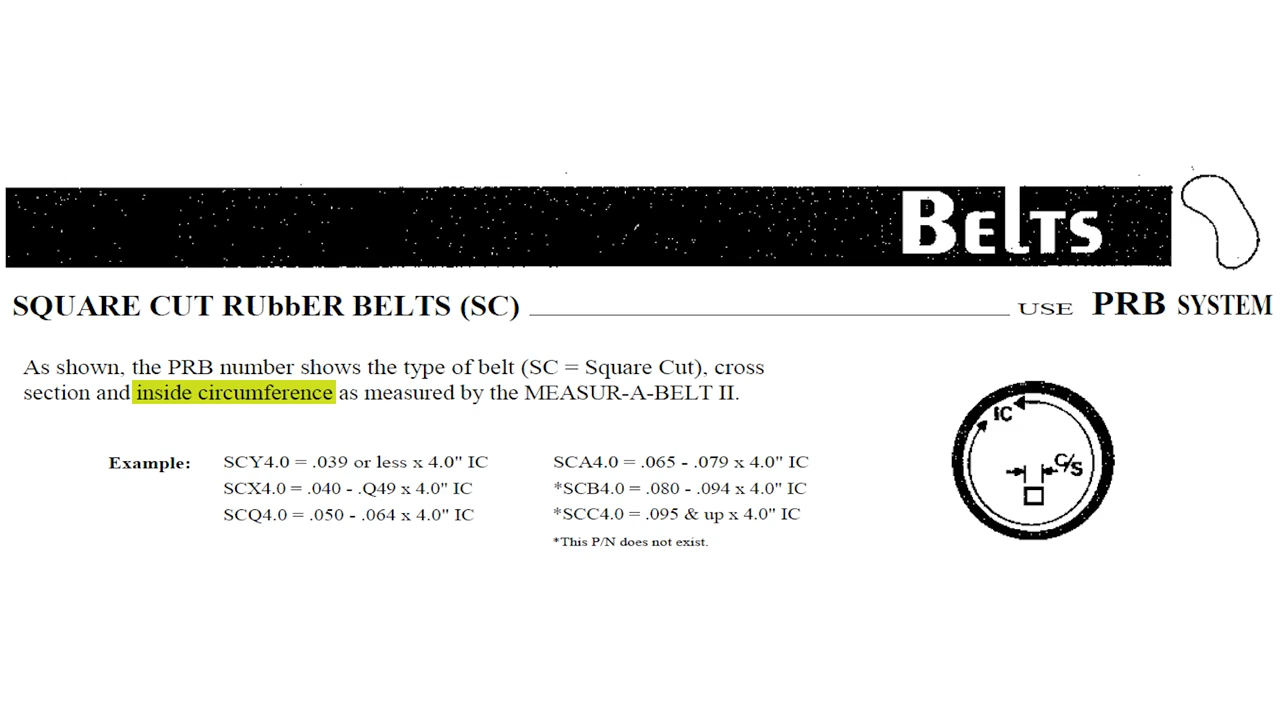 BELTS
SQUARE CUT RUbbER BELTS (SC) USE PRB SYSTEM
As shown, the PRB number shows the type of belt (SC = Square Cut), cross
section and inside circumference as measured by the MEASUR-A-BELT II.
Example:
SCY4.0 = .039 or less x 4.0" IC
SCX4.0 = .040 - .Q49 x 4.0" IC
SCQ4.0 = .050 - .064 x 4.0" IC
SCA4.0 = .065 - .079 x 4.0" IC
*SCB4.0 = .080 - .094 x 4.0" IC
*SCC4.0 = .095 & up x 4.0" IC
*This P/N does not exist.
IC
C/S